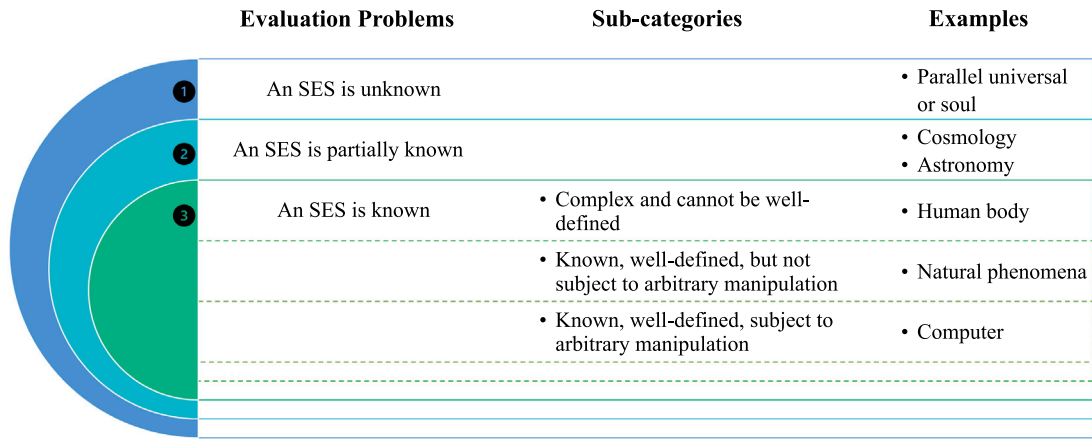 Evaluation Problems Sub-categories Examples
1 An SES is unknown • Parallel universal
or soul
2 An SES is partially known • Cosmology
• Astronomy
3 An SES is known • Complex and cannot be well-
defined • Human body
• Known, well-defined, but not
subject to arbitrary manipulation • Natural phenomena
• Known, well-defined, subject to
arbitrary manipulation • Computer